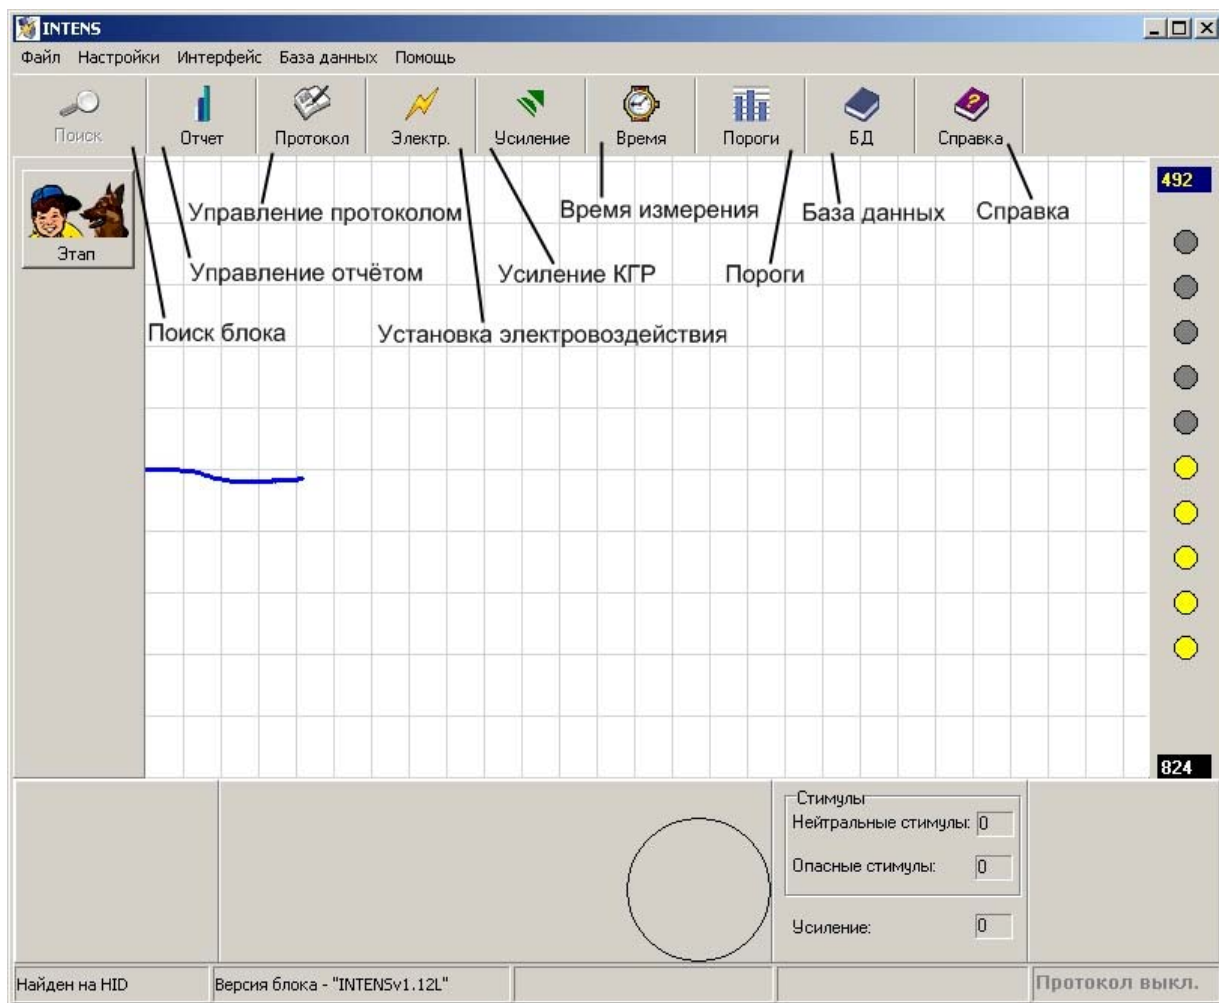 INTENS
Файл Настройки Интерфейс База данных Помощь
Поиск Отчет Протокол Электр. Усиление Время Пороги БД Справка
492
Этап
Управление протоколом Время измерения База данных Справка
Управление отчётом Усиление КГР Пороги
Поиск блока Установка электровоздействия
824
Стимулы
Нейтральные стимулы: 0
Опасные стимулы: 0
Усиление: 0
Найден на HID Версия блока - "INTENSv1.12L" Протокол выкл.